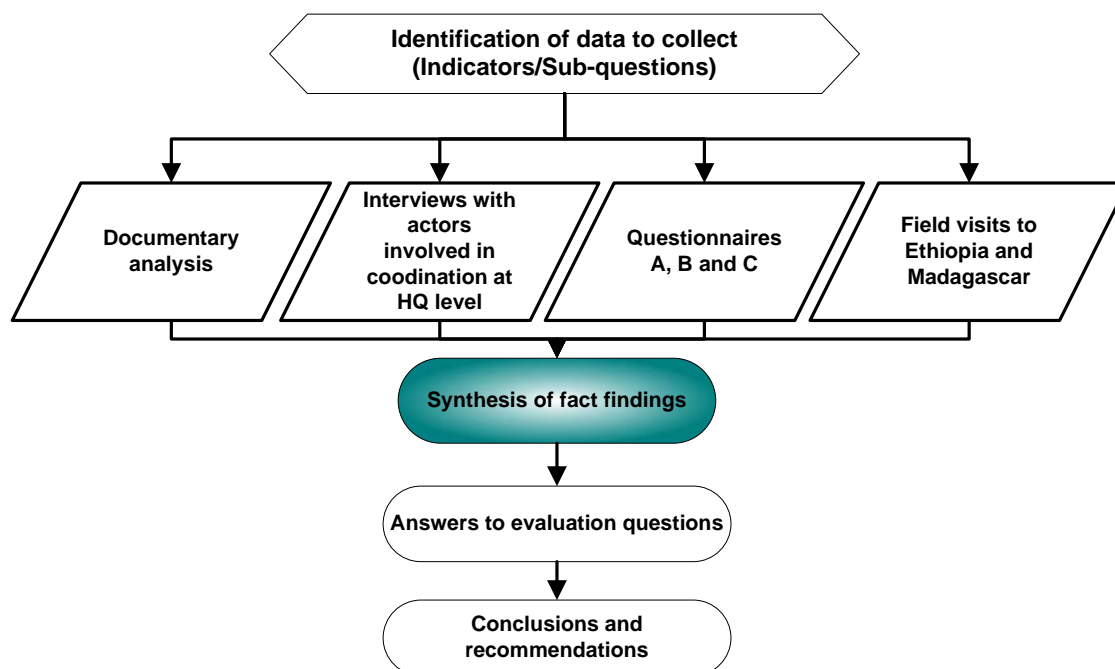 Identification of data to collect
(Indicators/Sub-questions)
Documentary
analysis
Interviews with
actors
involved in
coodination at
HQ level
Questionnaires
A, B and C
Field visits to
Ethiopia and
Madagascar
Synthesis of fact findings
Answers to evaluation questions
Conclusions and
recommendations